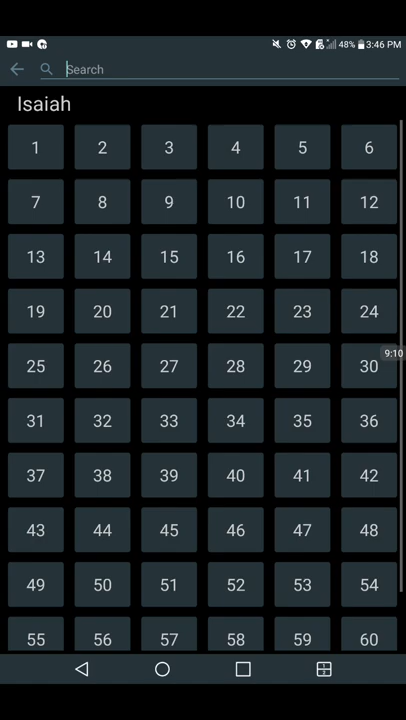 48% 3:46 PM
Search
Isaiah
1 2 3 4 5 6
7 8 9 10 11 12
13 14 15 16 17 18
19 20 21 22 23 24
9:10
25 26 27 28 29 30
31 32 33 34 35 36
37 38 39 40 41 42
43 44 45 46 47 48
49 50 51 52 53 54
55 56 57 58 59 60